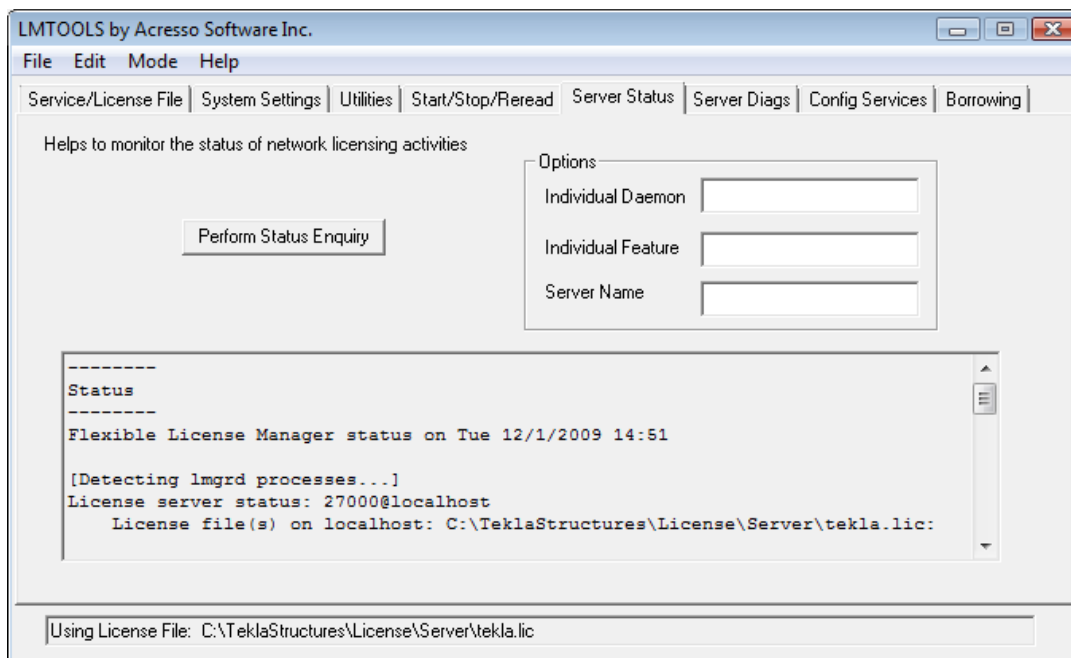 LMTOOLS by Acresso Software Inc.
File Edit Mode Help
Service/License File System Settings Utilities Start/Stop/Reread Server Status Server Diags Config Services Borrowing
Helps to monitor the status of network licensing activities
Options
Individual Daemon
Perform Status Enquiry
Individual Feature
Server Name
--------
Status
--------
Flexible License Manager status on Tue 12/1/2009 14:51
[Detecting lmgrd processes...]
License server status: 27000@localhost
License file(s) on localhost: C:\TeklaStructures\License\Server\tekla.lic:
Using License File: C:\TeklaStructures\License\Server\tekla.lic